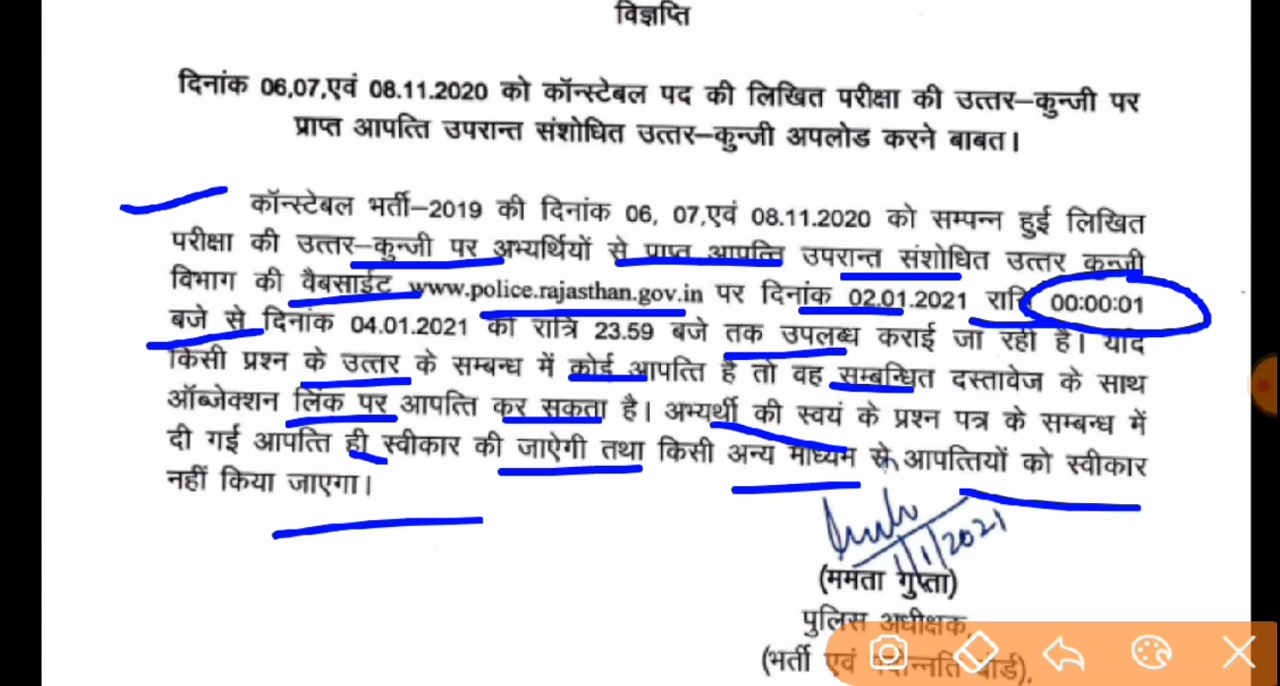 विज्ञप्ति
दिनांक 06,07,एवं 08.11.2020 को कॉन्स्टेबल पद की लिखित परीक्षा की उत्तर–कुन्जी पर
प्राप्त आपत्ति उपरान्त संशोधित उत्तर–कुन्जी अपलोड करने बाबत।
कॉन्स्टेबल भर्ती–2019 की दिनांक 06, 07,एवं 08.11.2020 को सम्पन्न हुई लिखित
परीक्षा की उत्तर–कुन्जी पर अभ्यर्थियों से प्राप्त आपत्ति उपरान्त संशोधित उत्तर कुन्जी
विभाग की वैबसाईट www.police.rajasthan.gov.in पर दिनांक 02.01.2021 रात्रि 00:00:01
बजे से दिनांक 04.01.2021 की रात्रि 23.59 बजे तक उपलब्ध कराई जा रही है। यदि
किसी प्रश्न के उत्तर के सम्बन्ध में कोई आपत्ति है तो वह सम्बन्धित दस्तावेज के साथ
ऑब्जेक्शन लिंक पर आपत्ति कर सकता है। अभ्यर्थी की स्वयं के प्रश्न पत्र के सम्बन्ध में
दी गई आपत्ति ही स्वीकार की जाऐगी तथा किसी अन्य माध्यम से आपत्तियों को स्वीकार
नहीं किया जाएगा।
1/1/2021
(ममता गुप्ता)
पुलिस अधीक्षक,
(भर्ती एवं पदोन्नति बोर्ड),